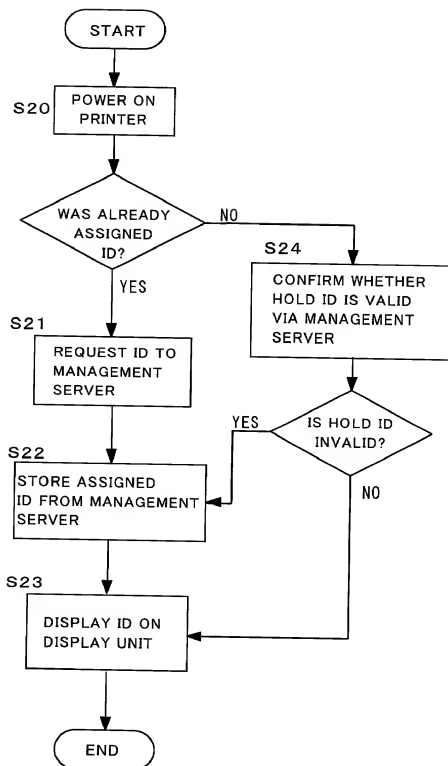 START
S20
POWER ON
PRINTER
WAS ALREADY
ASSIGNED
ID?
NO
YES
S24
CONFIRM WHETHER
HOLD ID IS VALID
VIA MANAGEMENT
SERVER
S21
REQUEST ID TO
MANAGEMENT
SERVER
YES
IS HOLD ID
INVALID?
NO
S22
STORE ASSIGNED
ID FROM MANAGEMENT
SERVER
S23
DISPLAY ID ON
DISPLAY UNIT
END